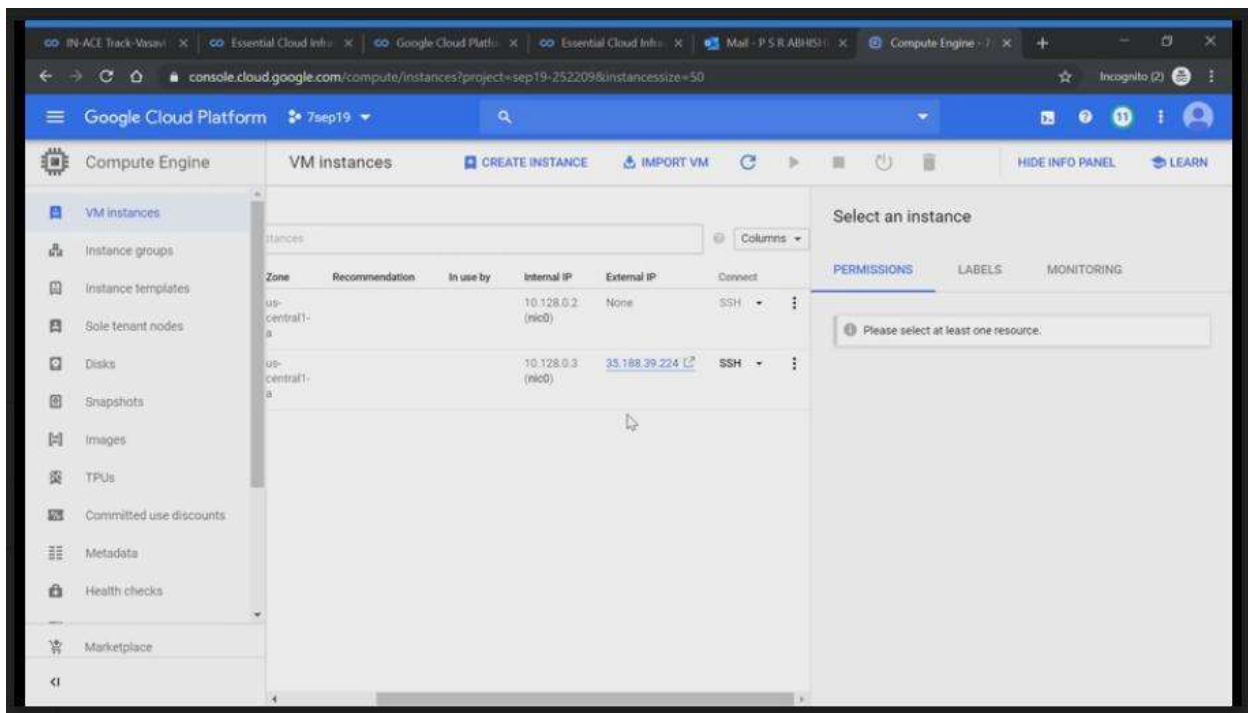 IN-ACE Track-Vasavi
Essential Cloud Infra
Google Cloud Platfo
Essential Cloud Infra
Mail - P S R ABHISH
Compute Engine - 7
console.cloud.google.com/compute/instances?project=sep19-252209&instancessize=50
Incognito (2)
Google Cloud Platform
7sep19
11
Compute Engine
VM instances
CREATE INSTANCE
IMPORT VM
HIDE INFO PANEL
LEARN
VM instances
Instance groups
Instance templates
Sole tenant nodes
Disks
Snapshots
Images
TPUs
Committed use discounts
Metadata
Health checks
Marketplace
stances
Columns
Zone Recommendation In use by Internal IP External IP Connect
us-central1-a 10.128.0.2 (nic0) None SSH
us-central1-a 10.128.0.3 (nic0) 35.188.39.224 SSH
Select an instance
PERMISSIONS LABELS MONITORING
Please select at least one resource.